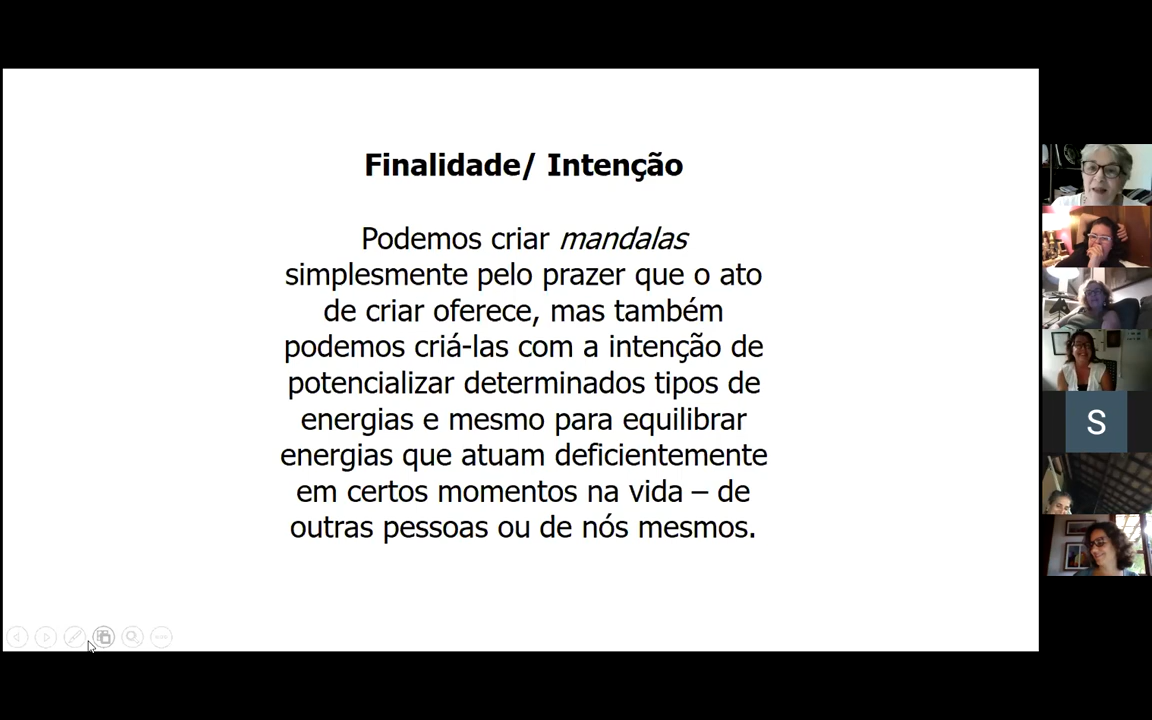 Finalidade/ Intenção
Podemos criar mandalas
simplesmente pelo prazer que o ato
de criar oferece, mas também
podemos criá-las com a intenção de
potencializar determinados tipos de
energias e mesmo para equilibrar
energias que atuam deficientemente
em certos momentos na vida – de
outras pessoas ou de nós mesmos.
S